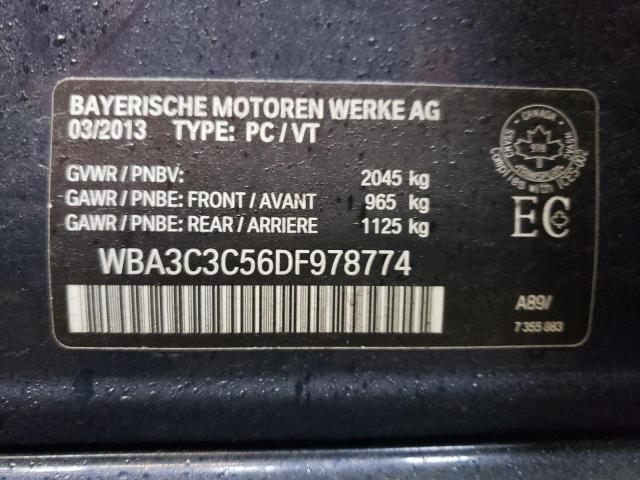 BAYERISCHE MOTOREN WERKE AG
03/2013 TYPE: PC / VT
GVWR / PNBV: 2045 kg
GAWR / PNBE: FRONT / AVANT 965 kg
GAWR / PNBE: REAR / ARRIERE 1125 kg
WBA3C3C56DF978774
CANADA
EC
A89/
7 355 083